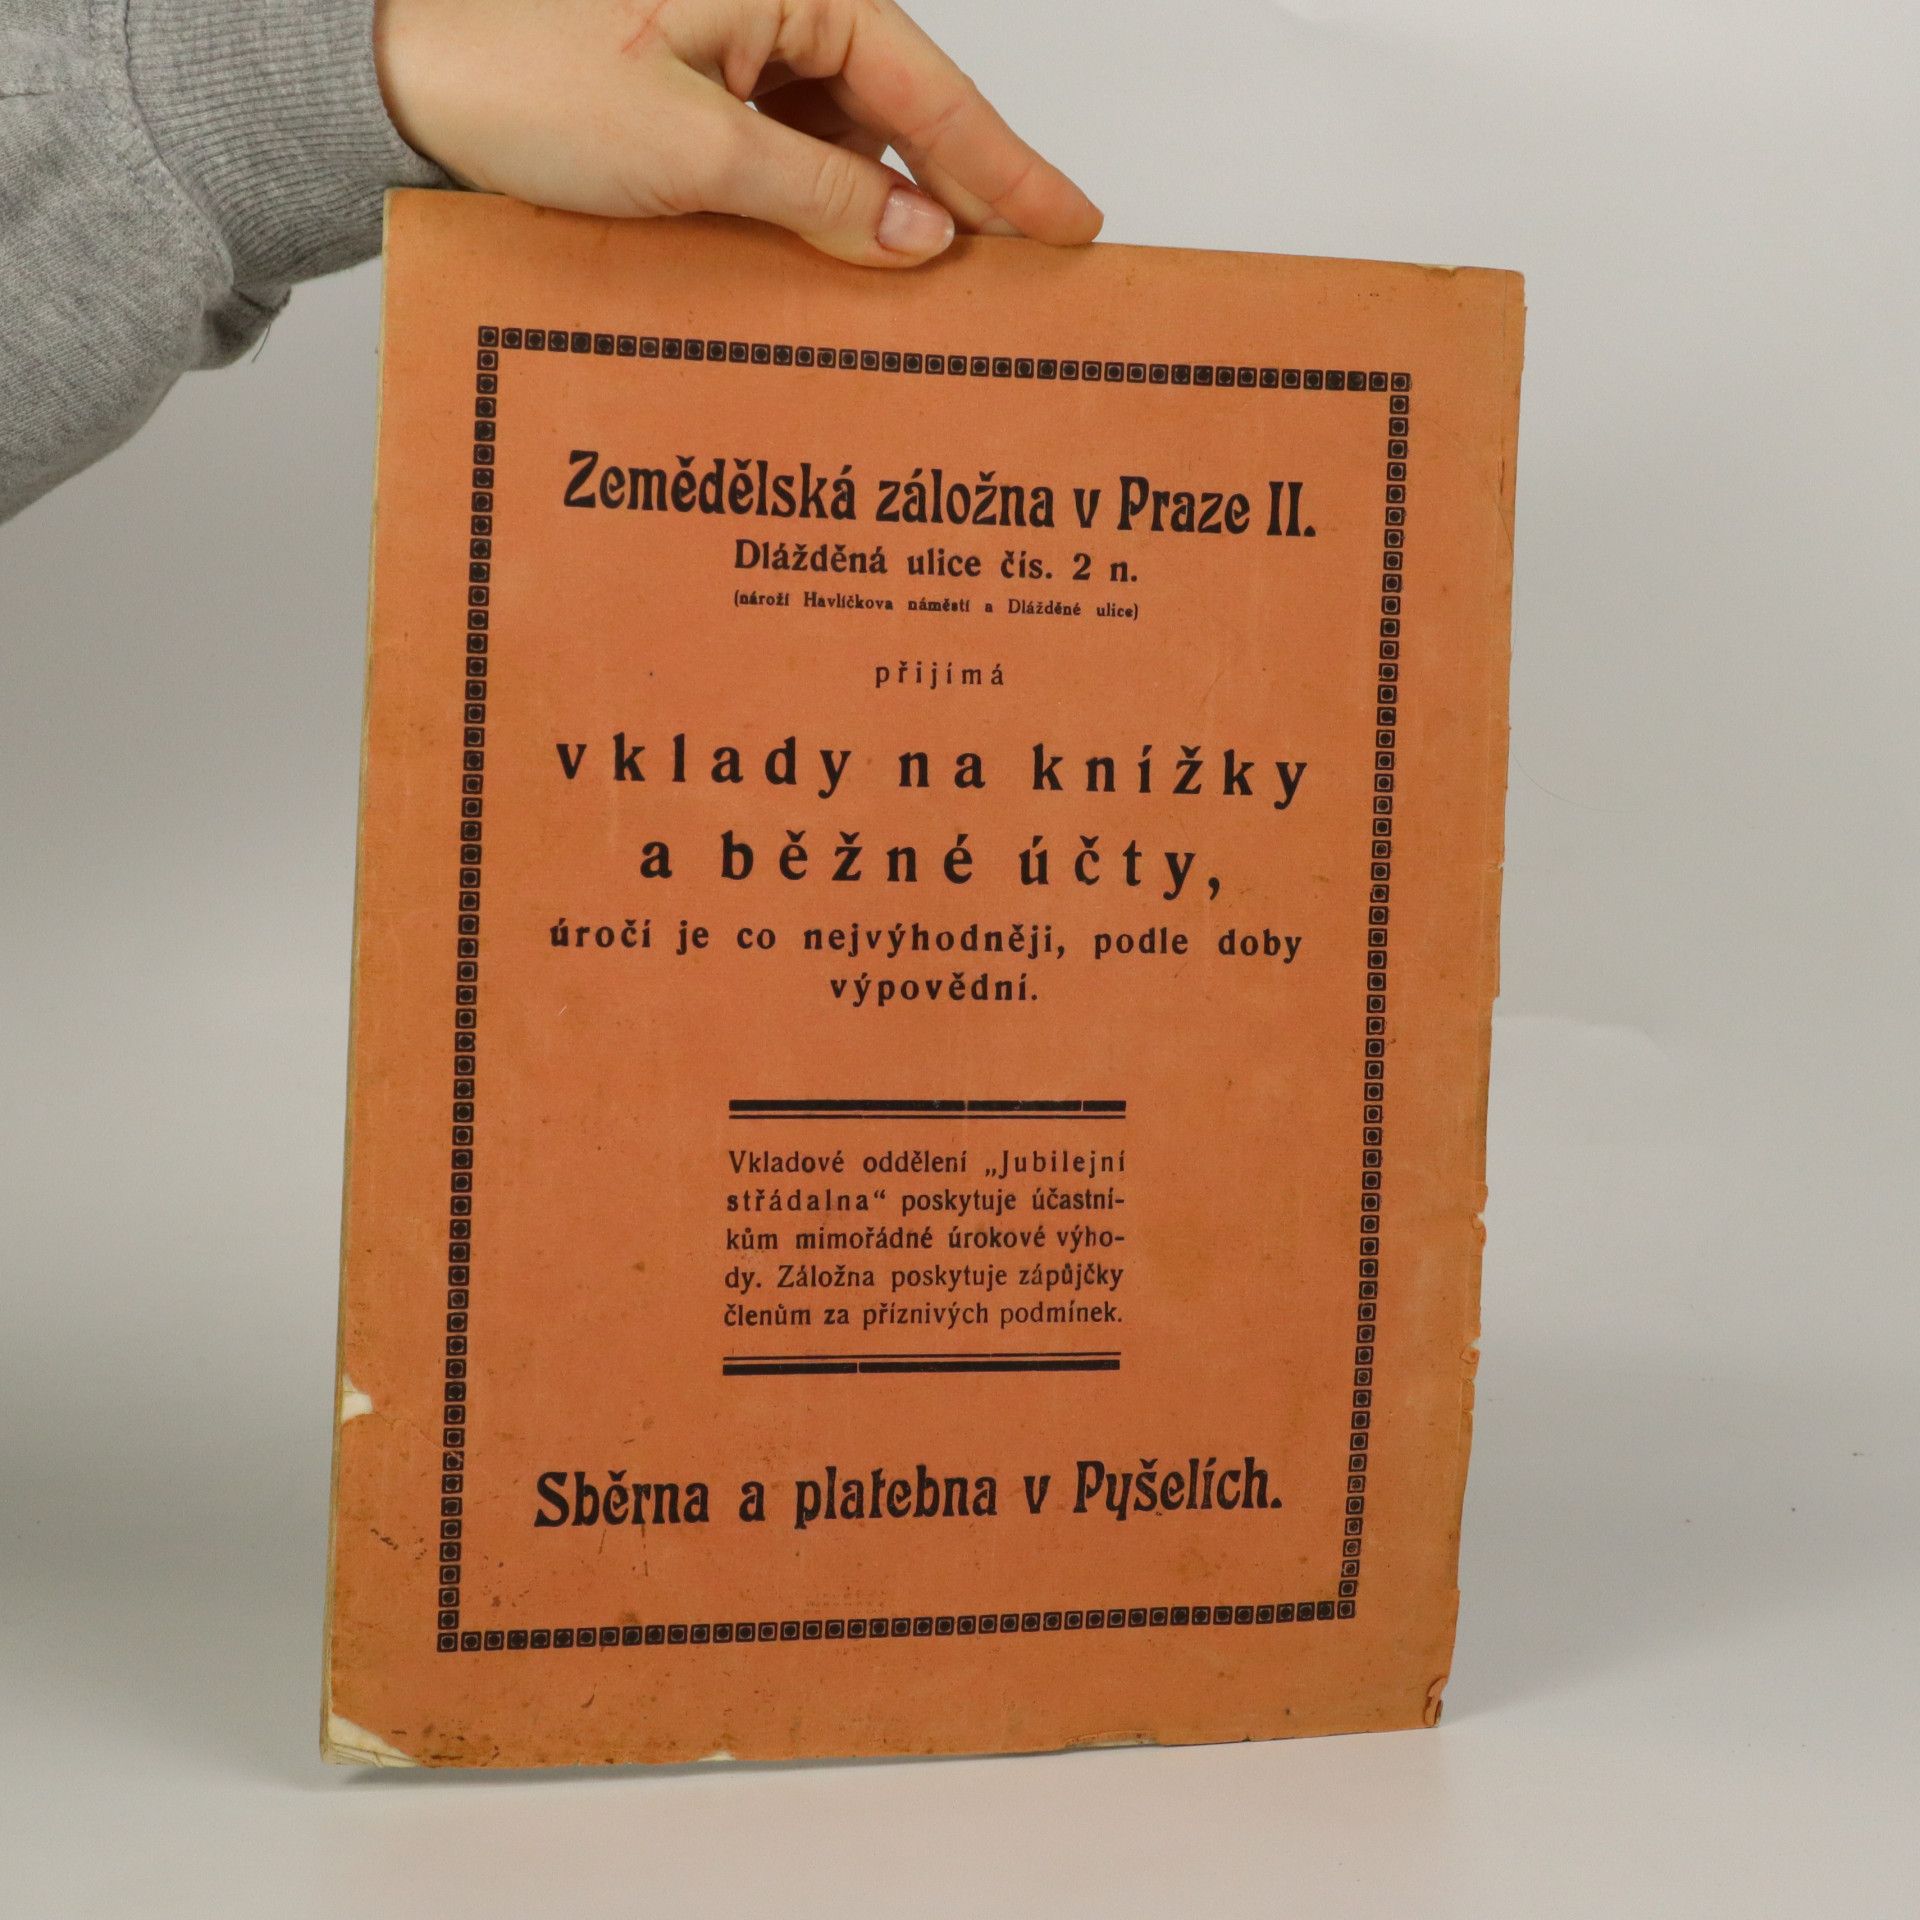 Zemědělská záložna v Praze II.
Dlážděná ulice čís. 2 n.
(nároží Havlíčkova náměstí a Dlážděné ulice)
přijímá
vklady na knížky
a běžné účty,
úročí je co nejvýhodněji, podle doby
výpovědní.
Vkladové oddělení „Jubilejní
střádalna“ poskytuje účastní-
kům mimořádné úrokové výho-
dy. Záložna poskytuje zápůjčky
členům za příznivých podmínek.
Sběrna a platebna v Pyšelích.